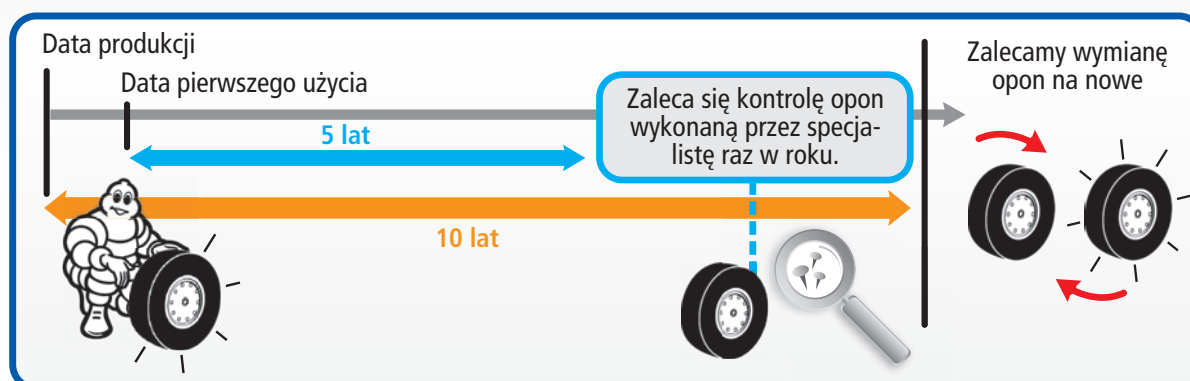 Data produkcji
Data pierwszego użycia
5 lat
10 lat
Zaleca się kontrolę opon
wykonaną przez specja-
listę raz w roku.
Zalecamy wymianę
opon na nowe